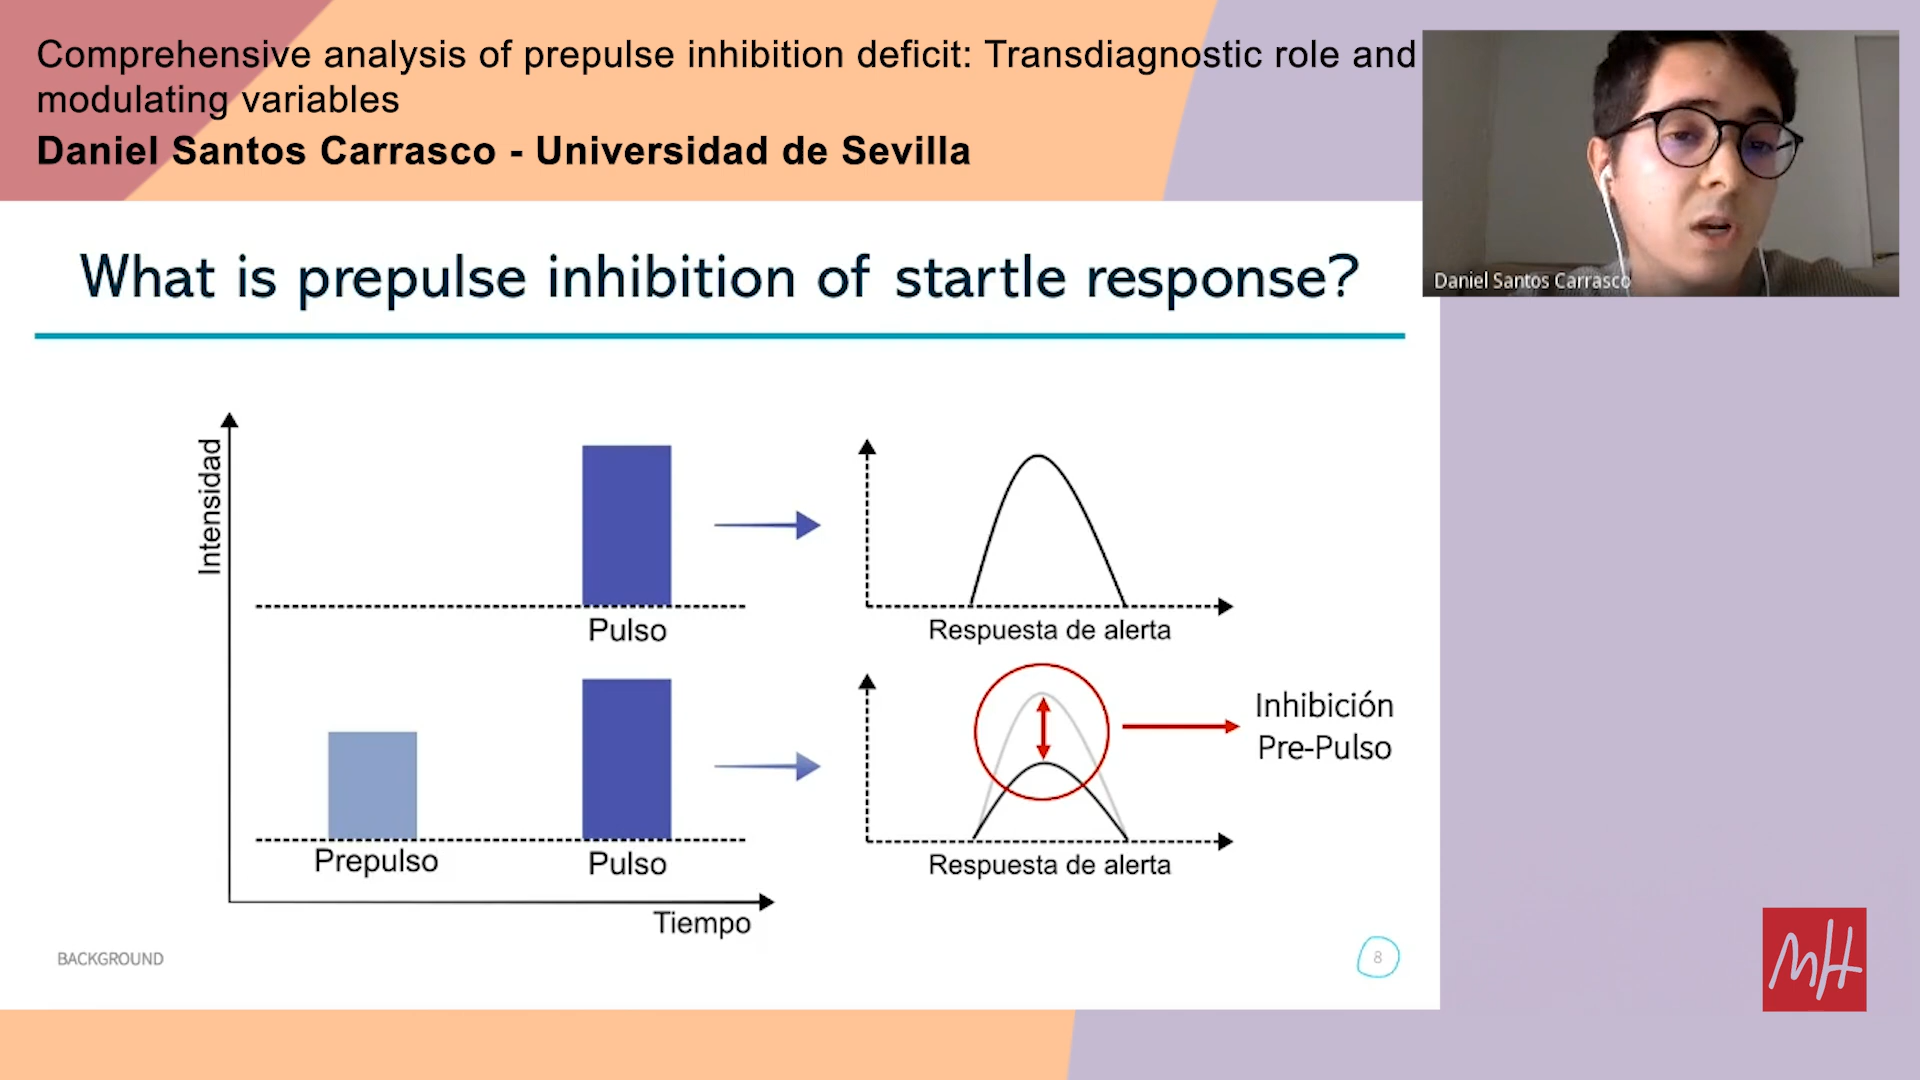 Comprehensive analysis of prepulse inhibition deficit: Transdiagnostic role and
modulating variables
Daniel Santos Carrasco - Universidad de Sevilla
Daniel Santos Carrasco
What is prepulse inhibition of startle response?
Intensidad
Pulso
Respuesta de alerta
Inhibición
Pre-Pulso
Prepulso
Pulso
Respuesta de alerta
Tiempo
BACKGROUND
8
MH